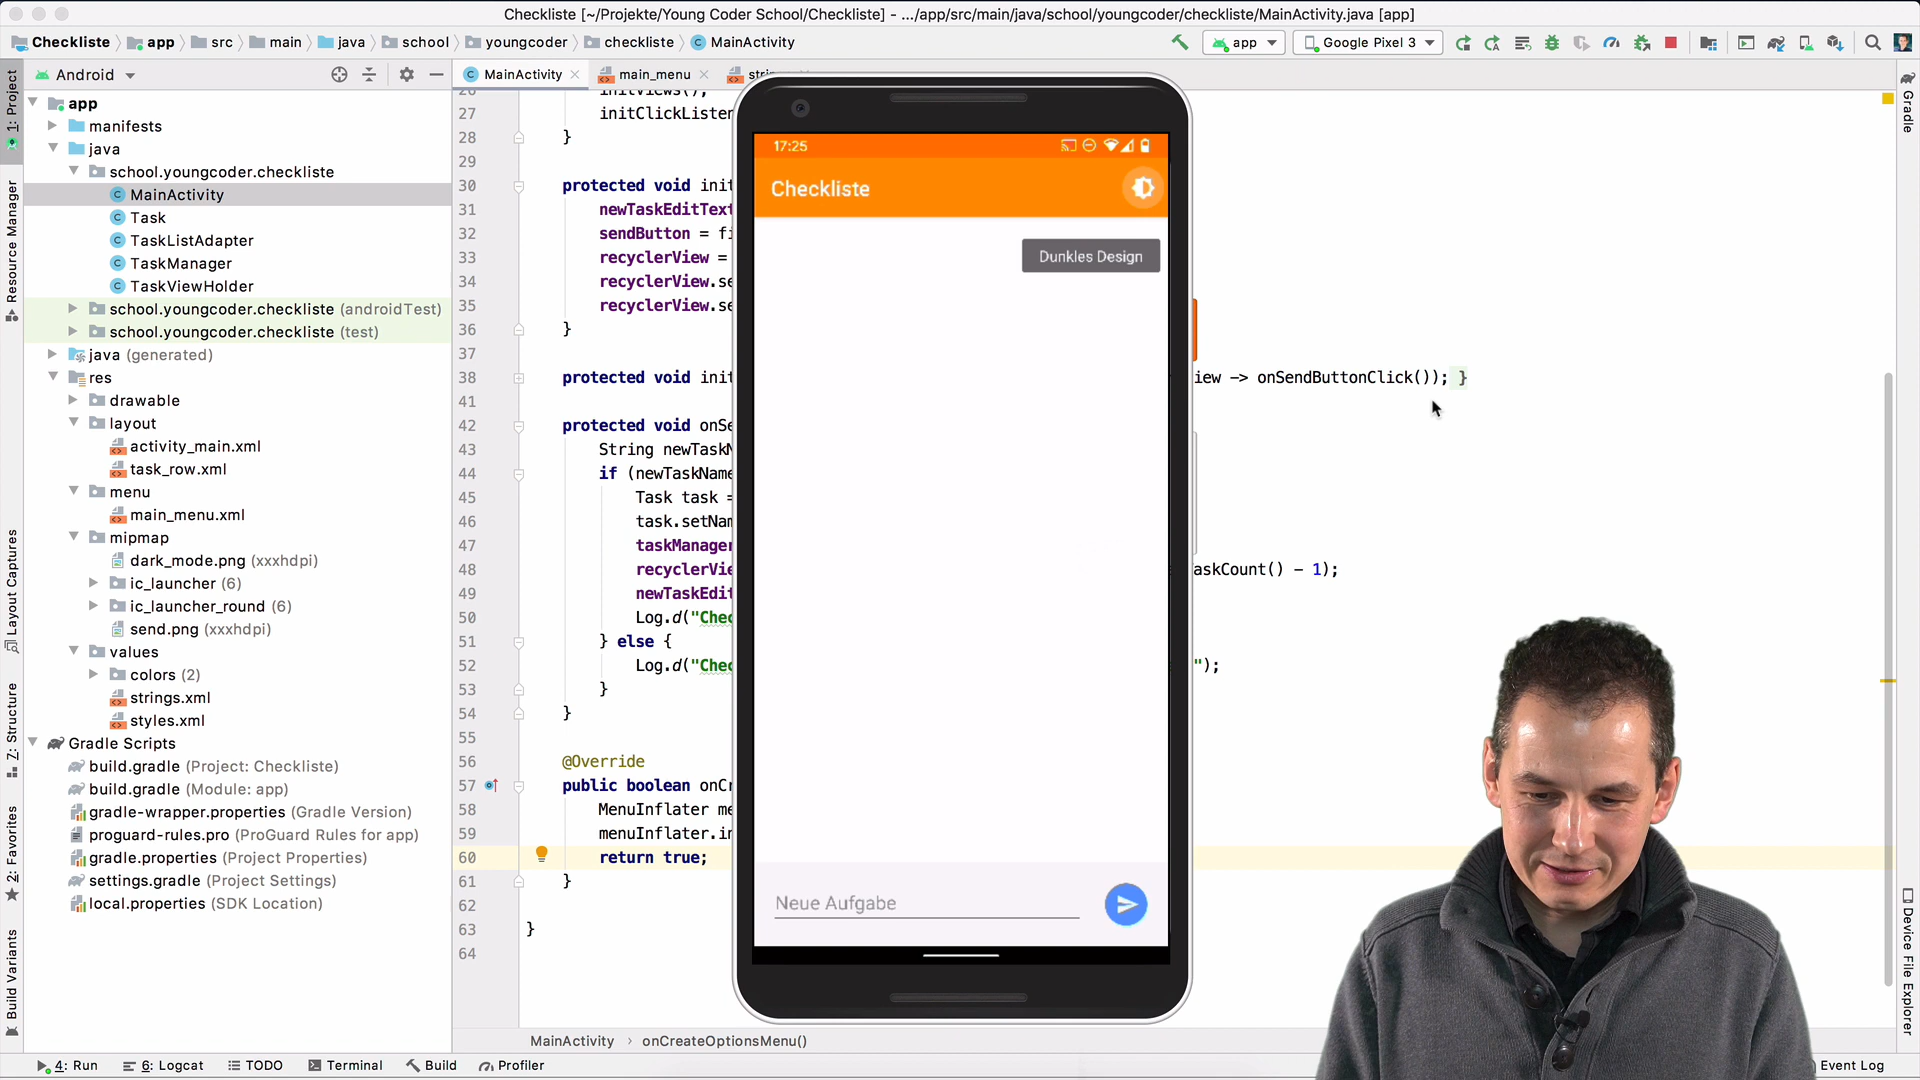 Checkliste [~/Projekte/Young Coder School/Checkliste] - .../app/src/main/java/school/youngcoder/checkliste/MainActivity.java [app]
Checkliste app src main java school youngcoder checkliste MainActivity
app
Google Pixel 3
Android
MainActivity
main_menu
1: Project
Resource Manager
Layout Captures
Z: Structure
2: Favorites
Build Variants
app
manifests
java
school.youngcoder.checkliste
MainActivity
Task
TaskListAdapter
TaskManager
TaskViewHolder
school.youngcoder.checkliste (androidTest)
school.youngcoder.checkliste (test)
java (generated)
res
drawable
layout
activity_main.xml
task_row.xml
menu
main_menu.xml
mipmap
dark_mode.png (xxxhdpi)
ic_launcher (6)
ic_launcher_round (6)
send.png (xxxhdpi)
values
colors (2)
strings.xml
styles.xml
Gradle Scripts
build.gradle (Project: Checkliste)
build.gradle (Module: app)
gradle-wrapper.properties (Gradle Version)
proguard-rules.pro (ProGuard Rules for app)
gradle.properties (Project Properties)
settings.gradle (Project Settings)
local.properties (SDK Location)
26 initViews();
27 initClickListen
28 }
29
30 protected void init
31 newTaskEditText
32 sendButton = fi
33 recyclerView =
34 recyclerView.se
35 recyclerView.se
36 }
37
38 protected void init iew -> onSendButtonClick()); }
41
42 protected void onSe
43 String newTaskN
44 if (newTaskName
45 Task task =
46 task.setNam
47 taskManager
48 recyclerVie askCount() - 1);
49 newTaskEdit
50 Log.d("Chec
51 } else {
52 Log.d("Chec ");
53 }
54 }
55
56 @Override
57 public boolean onCr
58 MenuInflater me
59 menuInflater.in
60 return true;
61 }
62
63 }
64
17:25
Checkliste
Dunkles Design
Neue Aufgabe
MainActivity › onCreateOptionsMenu()
Gradle
Device File Explorer
4: Run
6: Logcat
TODO
Terminal
Build
Profiler
Event Log